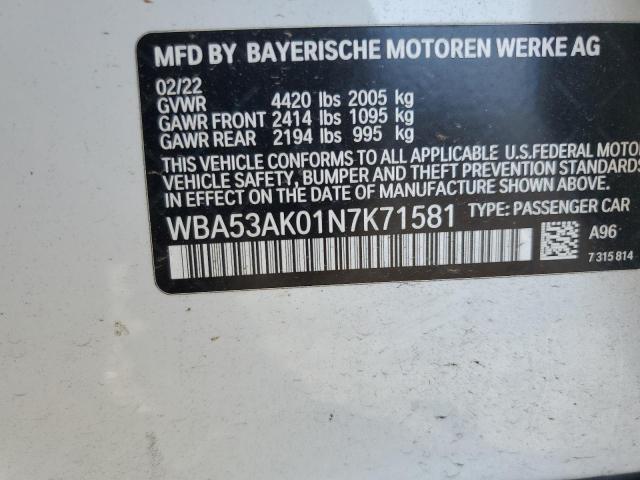 MFD BY BAYERISCHE MOTOREN WERKE AG
02/22
GVWR 4420 lbs 2005 kg
GAWR FRONT 2414 lbs 1095 kg
GAWR REAR 2194 lbs 995 kg
THIS VEHICLE CONFORMS TO ALL APPLICABLE U.S.FEDERAL MOTOR
VEHICLE SAFETY, BUMPER AND THEFT PREVENTION STANDARDS
IN EFFECT ON THE DATE OF MANUFACTURE SHOWN ABOVE.
WBA53AK01N7K71581 TYPE: PASSENGER CAR
A96
7 315 814